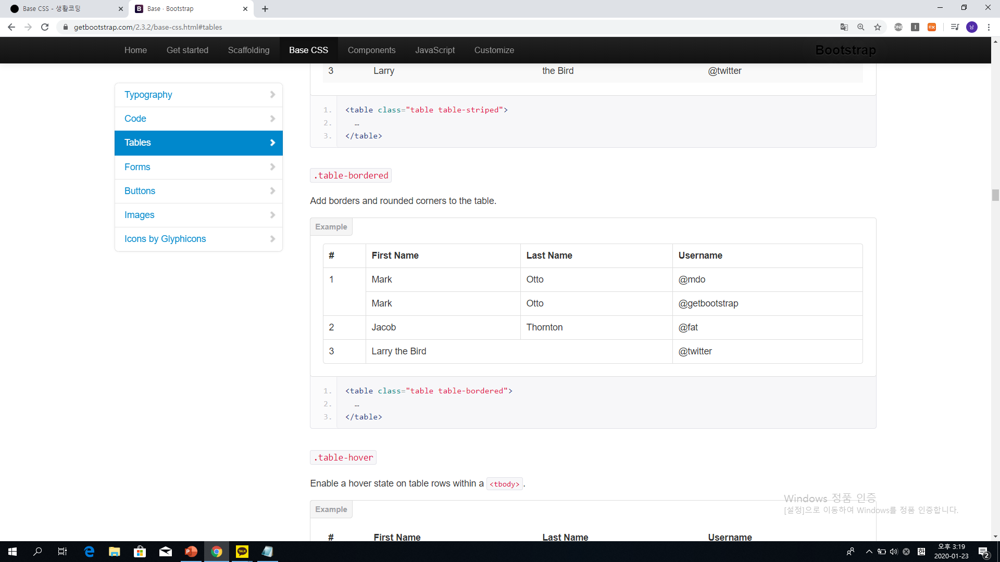 Base CSS - 생활코딩
Base · Bootstrap
getbootstrap.com/2.3.2/base-css.html#tables
Home Get started Scaffolding Base CSS Components JavaScript Customize Bootstrap
Typography
Code
Tables
Forms
Buttons
Images
Icons by Glyphicons
3 Larry the Bird @twitter
1. <table class="table table-striped">
2. …
3. </table>
.table-bordered
Add borders and rounded corners to the table.
Example
# First Name Last Name Username
1 Mark Otto @mdo
Mark Otto @getbootstrap
2 Jacob Thornton @fat
3 Larry the Bird @twitter
1. <table class="table table-bordered">
2. …
3. </table>
.table-hover
Enable a hover state on table rows within a <tbody>.
Example
# First Name Last Name Username
Windows 정품 인증
[설정]으로 이동하여 Windows를 정품 인증합니다.
오후 3:19
2020-01-23